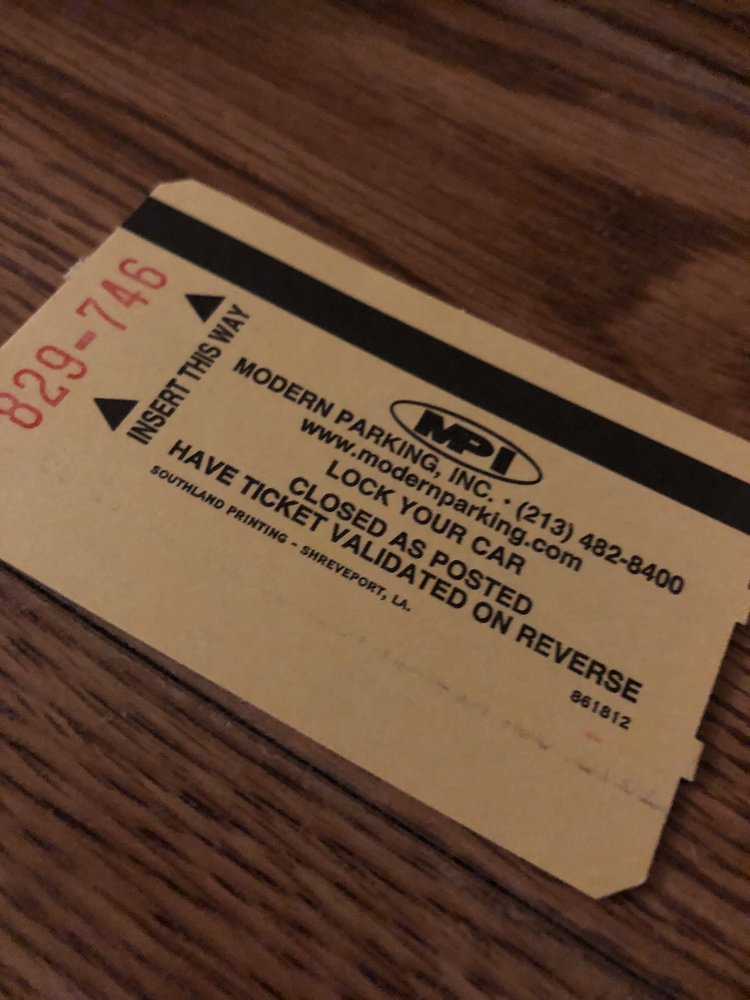 829-746
INSERT THIS WAY
MPI
MODERN PARKING, INC. • (213) 482-8400
www.modernparking.com
LOCK YOUR CAR
CLOSED AS POSTED
HAVE TICKET VALIDATED ON REVERSE
SOUTHLAND PRINTING - SHREVEPORT, LA.
861812